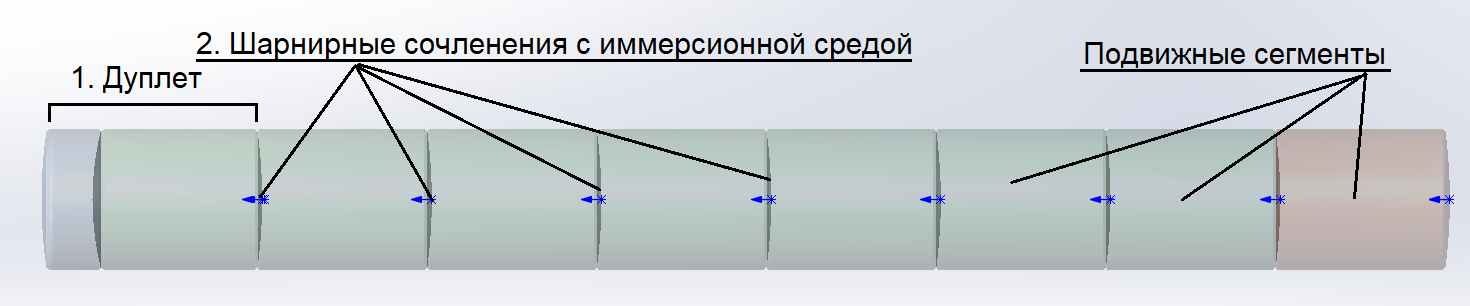 2. Шарнирные сочленения с иммерсионной средой
Подвижные сегменты
1. Дуплет